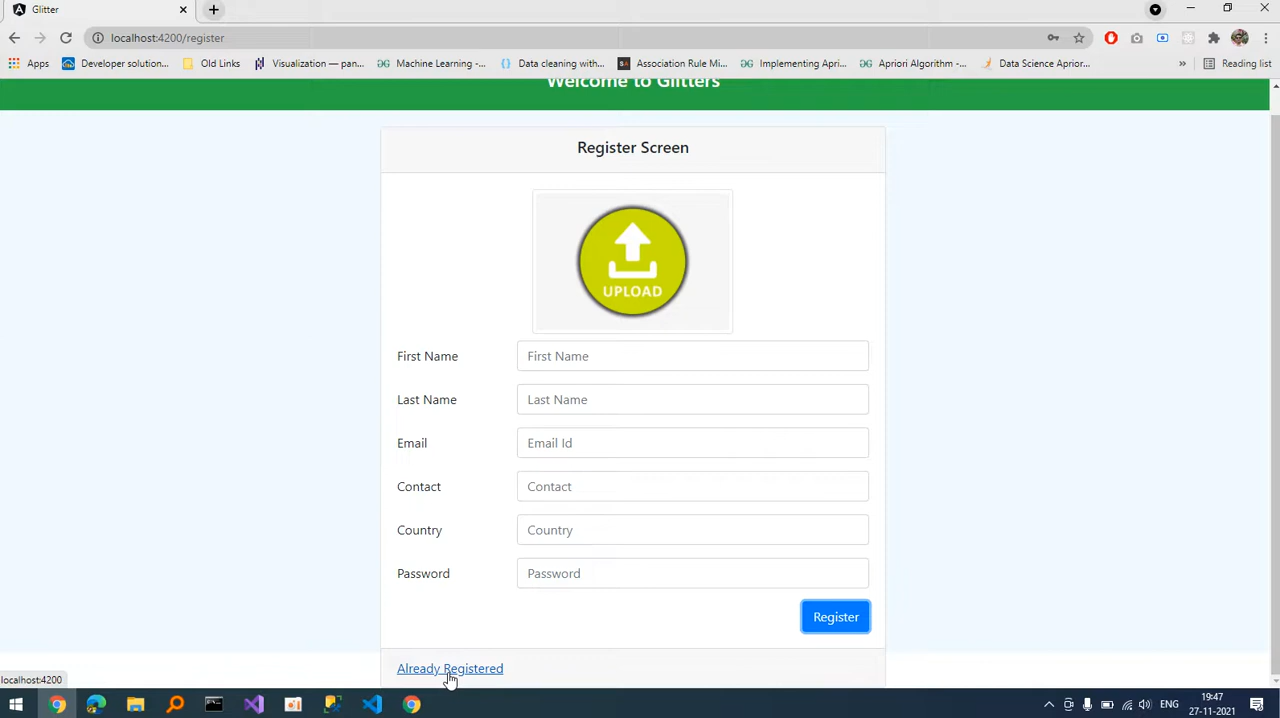 Glitter
localhost:4200/register
Apps
Developer solution...
Old Links
Visualization — pan...
Machine Learning -...
Data cleaning with...
Association Rule Mi...
Implementing Apri...
Apriori Algorithm -...
Data Science Aprior...
»
Reading list
Welcome to Glitters
Register Screen
UPLOAD
First Name
First Name
Last Name
Last Name
Email
Email Id
Contact
Contact
Country
Country
Password
Password
Register
Already Registered
localhost:4200
ENG
19:47
27-11-2021